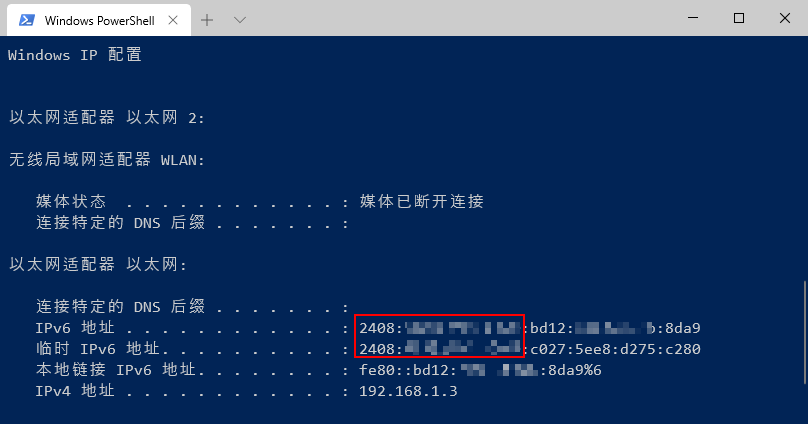 Windows PowerShell
Windows IP 配置
以太网适配器 以太网 2:
无线局域网适配器 WLAN:
媒体状态 . . . . . . . . . . . . : 媒体已断开连接
连接特定的 DNS 后缀 . . . . . . . :
以太网适配器 以太网:
连接特定的 DNS 后缀 . . . . . . . :
IPv6 地址 . . . . . . . . . . . . : 2408: :bd12: b:8da9
临时 IPv6 地址. . . . . . . . . . : 2408: :c027:5ee8:d275:c280
本地链接 IPv6 地址. . . . . . . . : fe80::bd12: :8da9%6
IPv4 地址 . . . . . . . . . . . . : 192.168.1.3